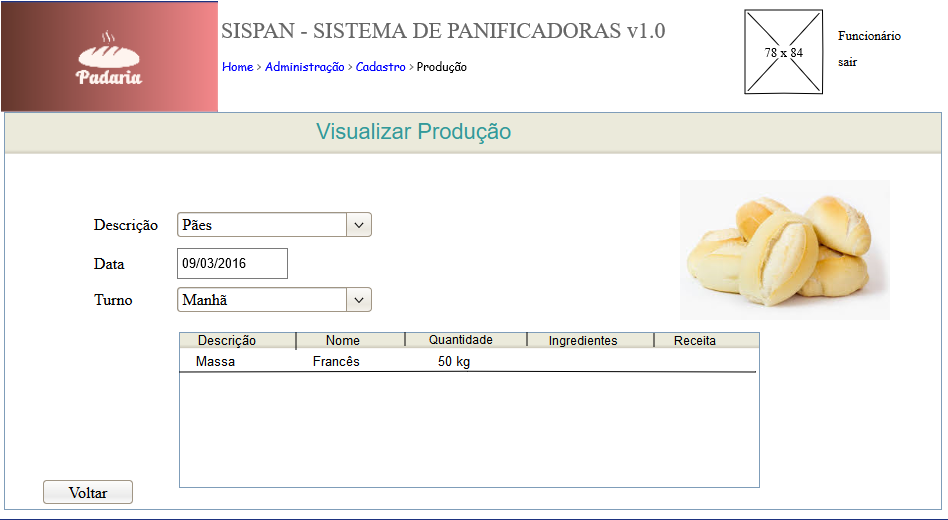 Padaria
SISPAN - SISTEMA DE PANIFICADORAS v1.0
Home > Administração > Cadastro > Produção
78 x 84
Funcionário
sair
Visualizar Produção
Descrição Pães
Data 09/03/2016
Turno Manhã
Descrição Nome Quantidade Ingredientes Receita
Massa Francês 50 kg
Voltar